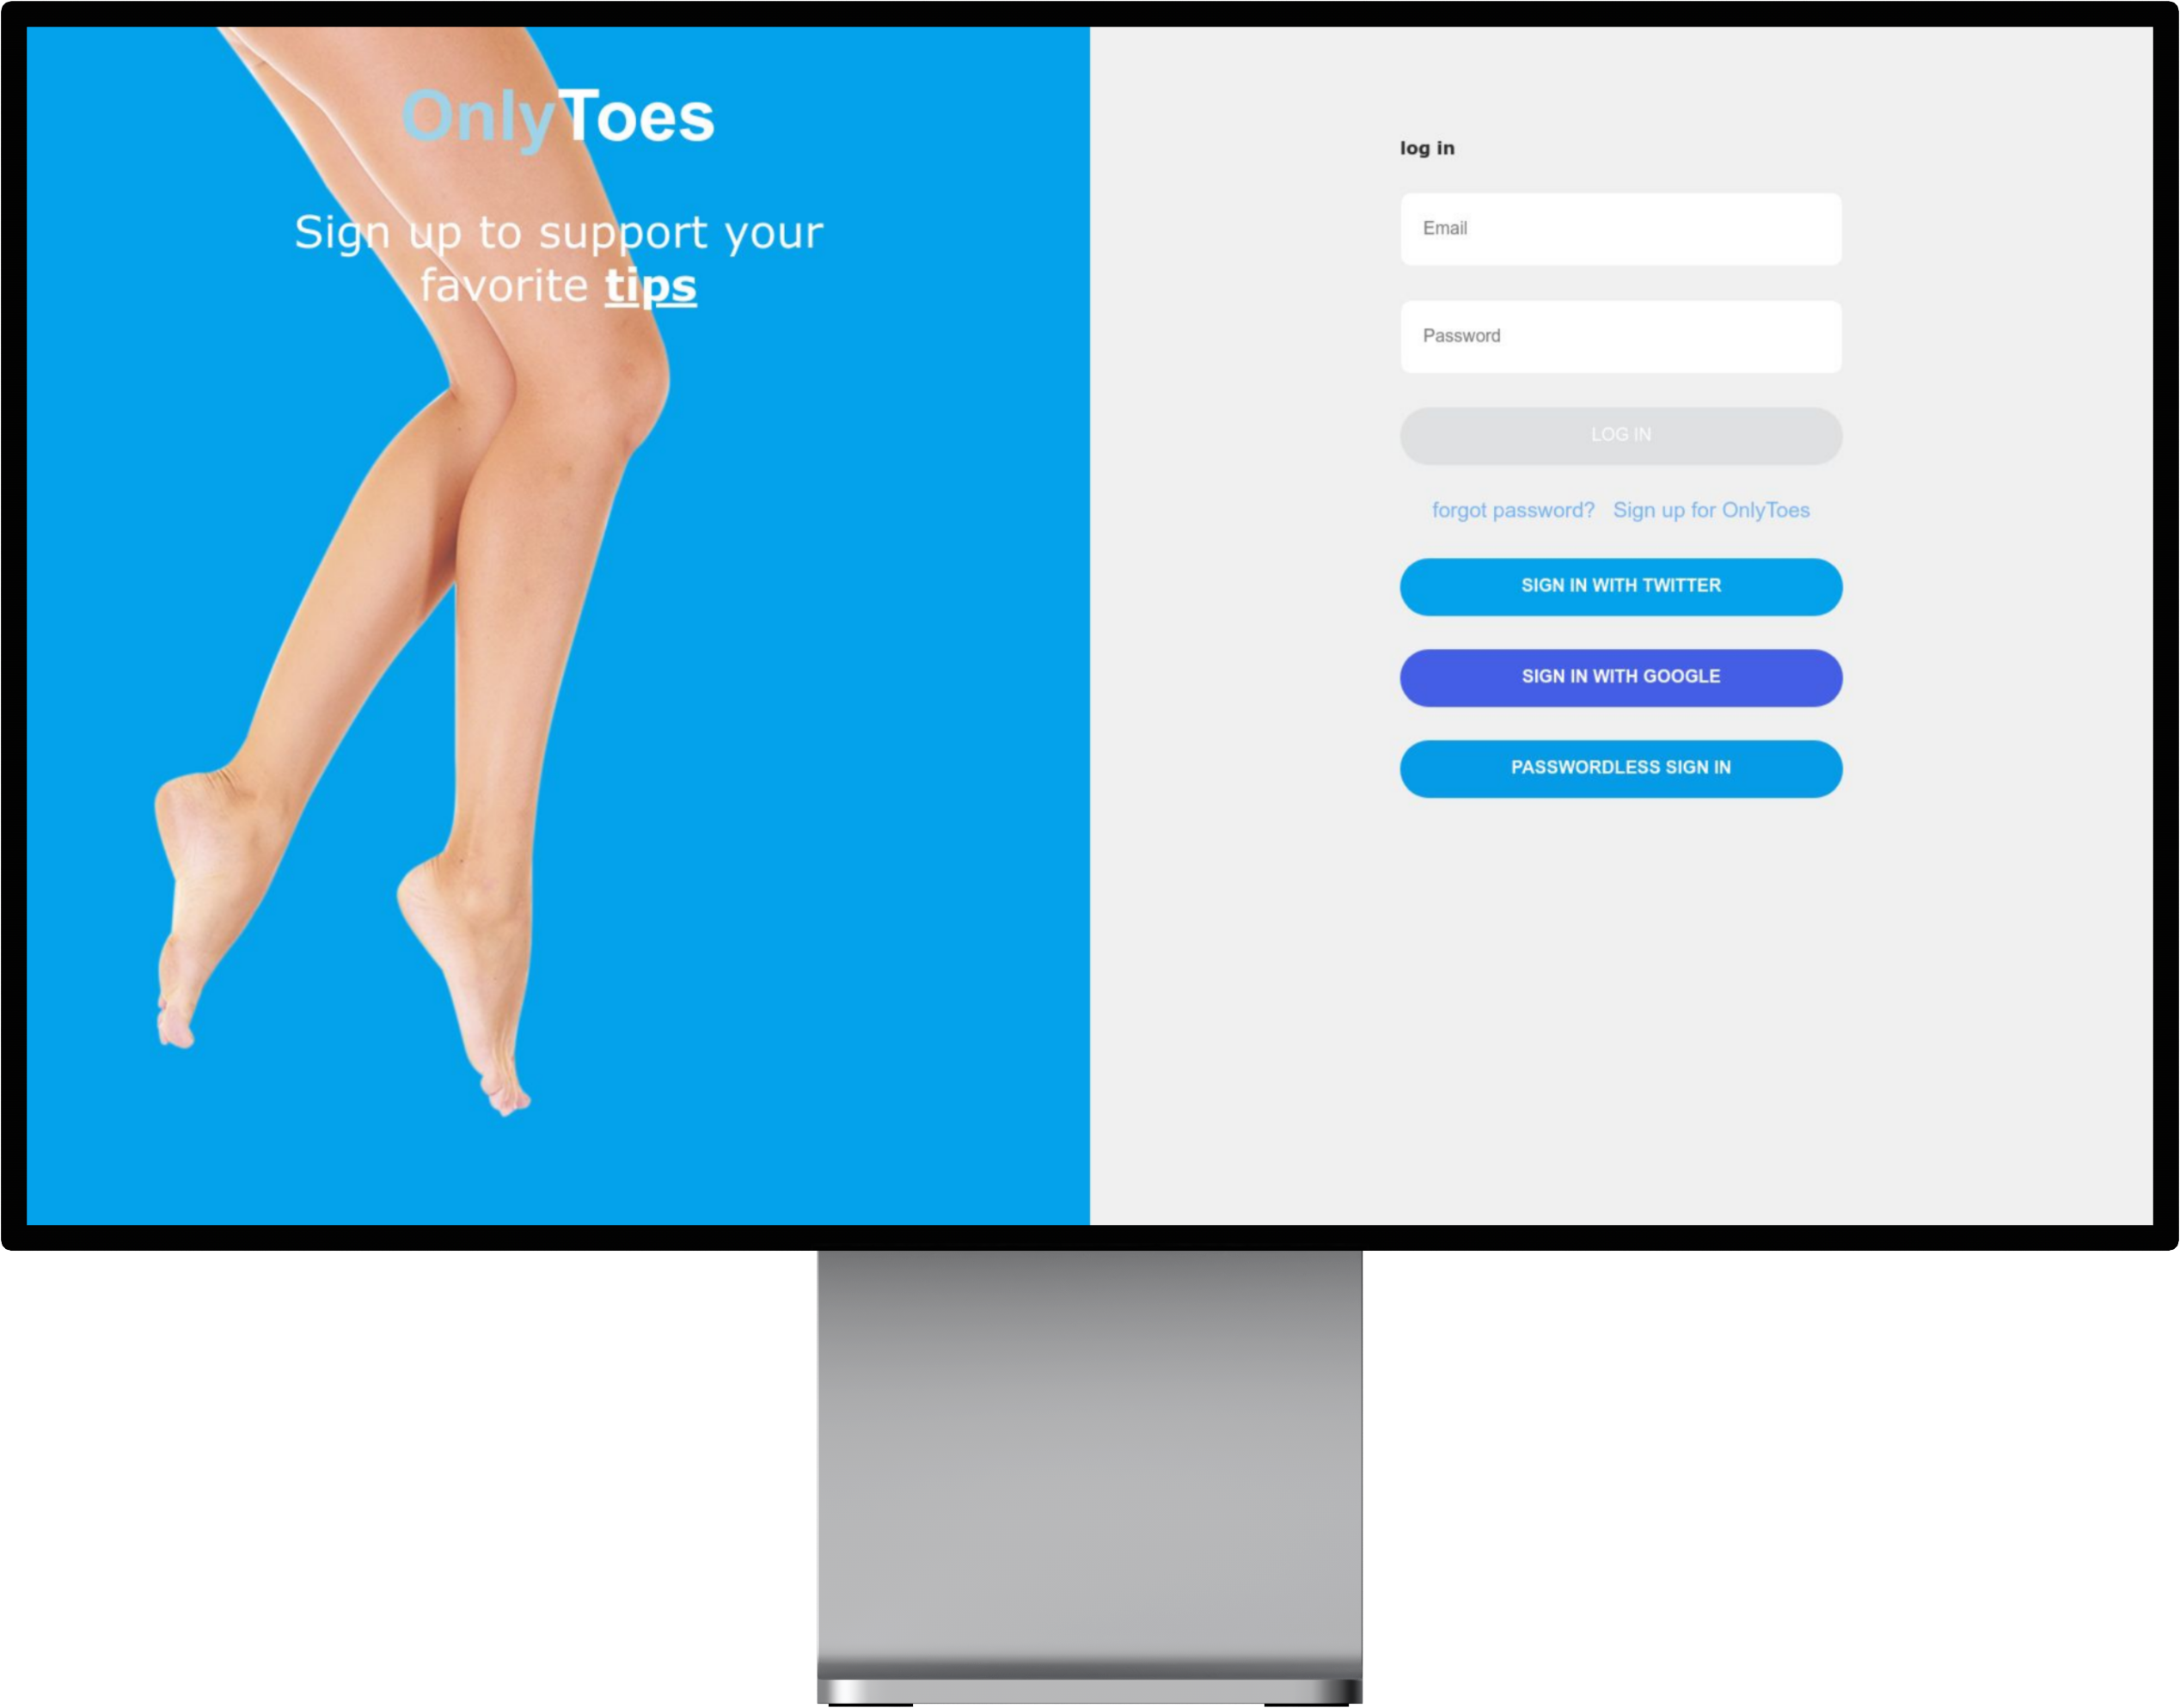 OnlyToes
Sign up to support your
favorite tips
log in
Email
Password
LOG IN
forgot password? Sign up for OnlyToes
SIGN IN WITH TWITTER
SIGN IN WITH GOOGLE
PASSWORDLESS SIGN IN